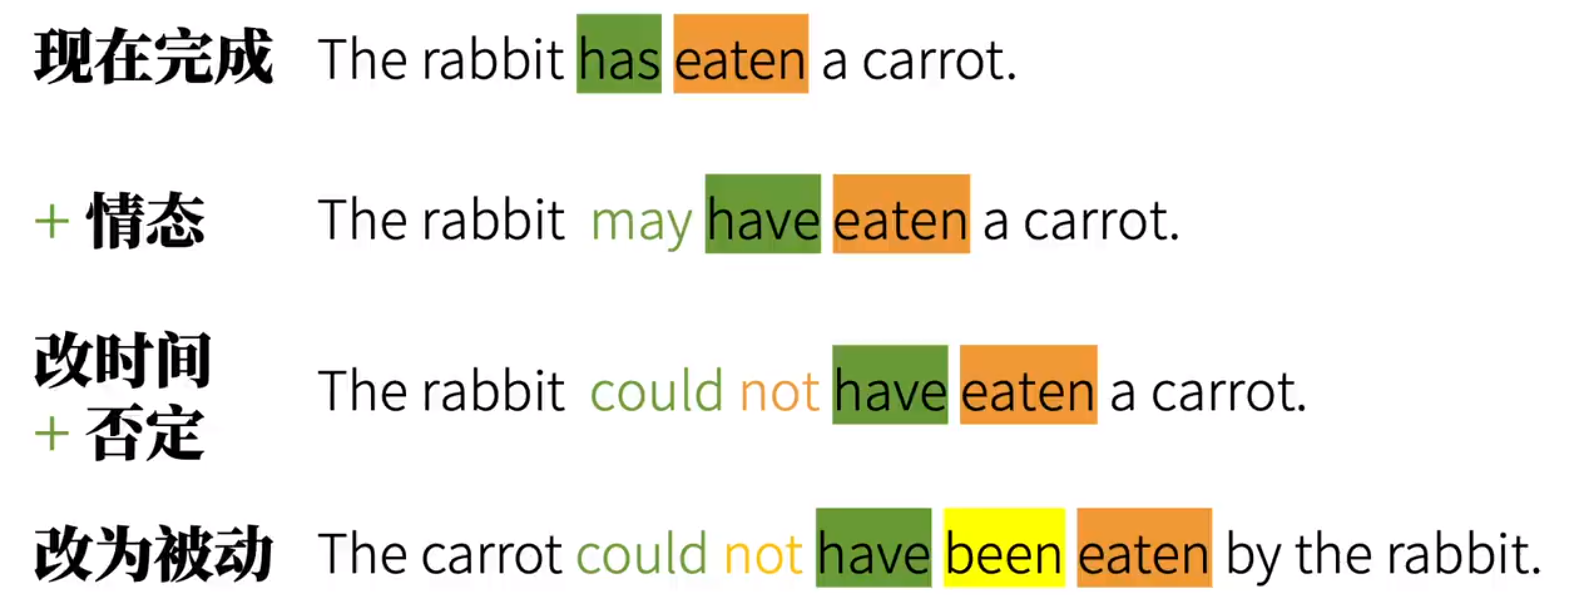 现在完成 The rabbit has eaten a carrot.
+ 情态 The rabbit may have eaten a carrot.
改时间
+ 否定 The rabbit could not have eaten a carrot.
改为被动 The carrot could not have been eaten by the rabbit.